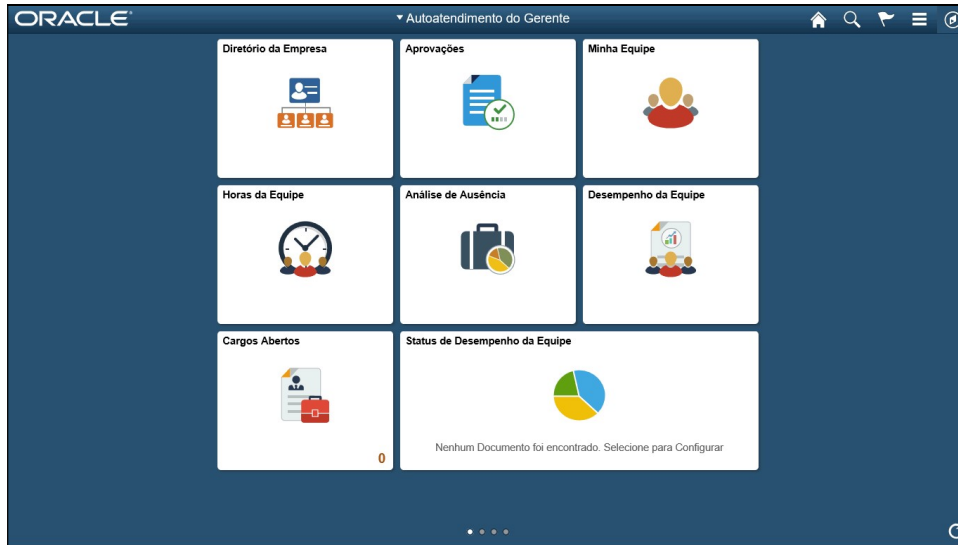 ORACLE
Autoatendimento do Gerente
Diretório da Empresa
Aprovações
Minha Equipe
Horas da Equipe
Análise de Ausência
Desempenho da Equipe
Cargos Abertos
0
Status de Desempenho da Equipe
Nenhum Documento foi encontrado. Selecione para Configurar